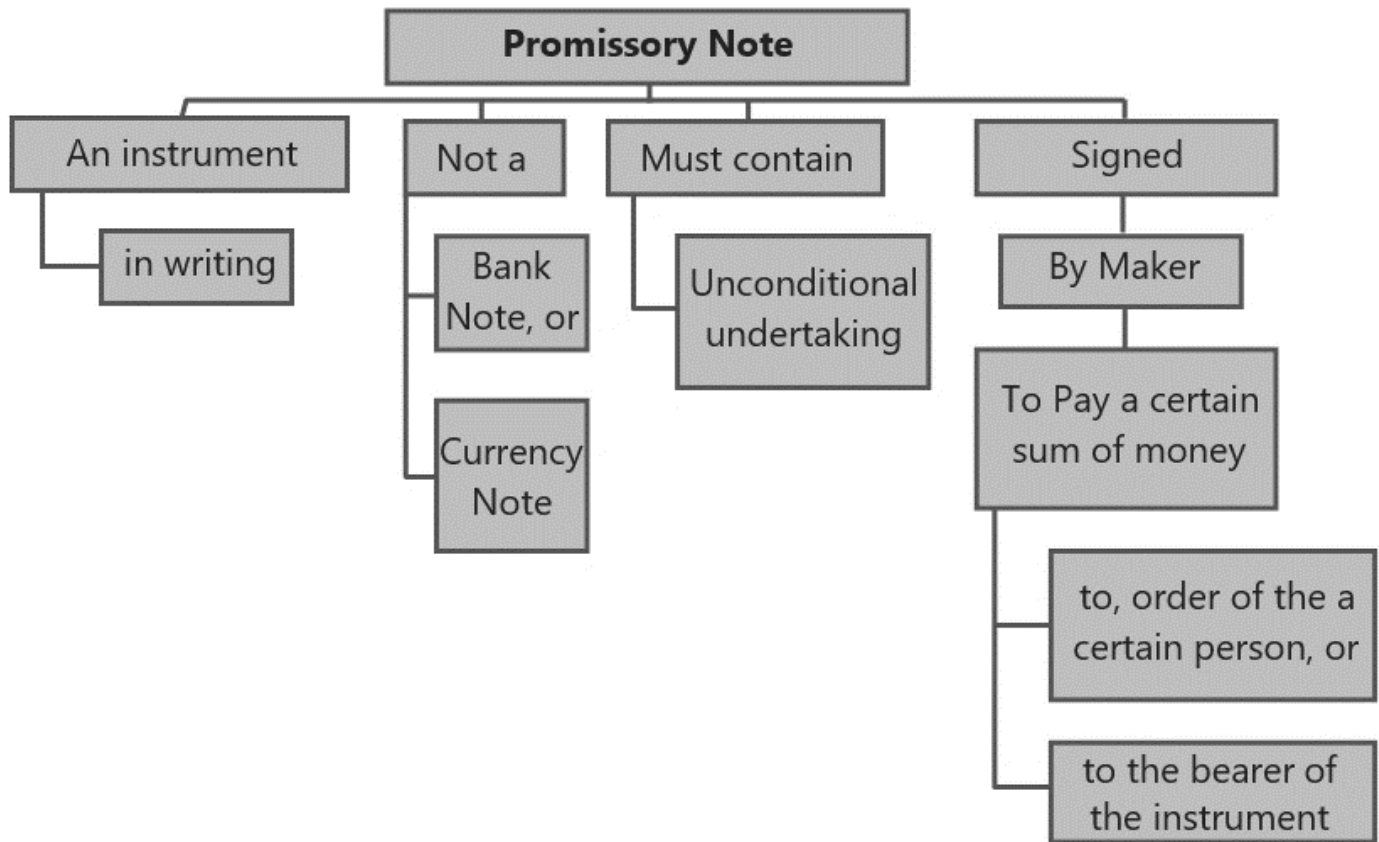 Promissory Note
An instrument
in writing
Not a
Bank
Note, or
Currency
Note
Must contain
Unconditional
undertaking
Signed
By Maker
To Pay a certain
sum of money
to, order of the a
certain person, or
to the bearer of
the instrument